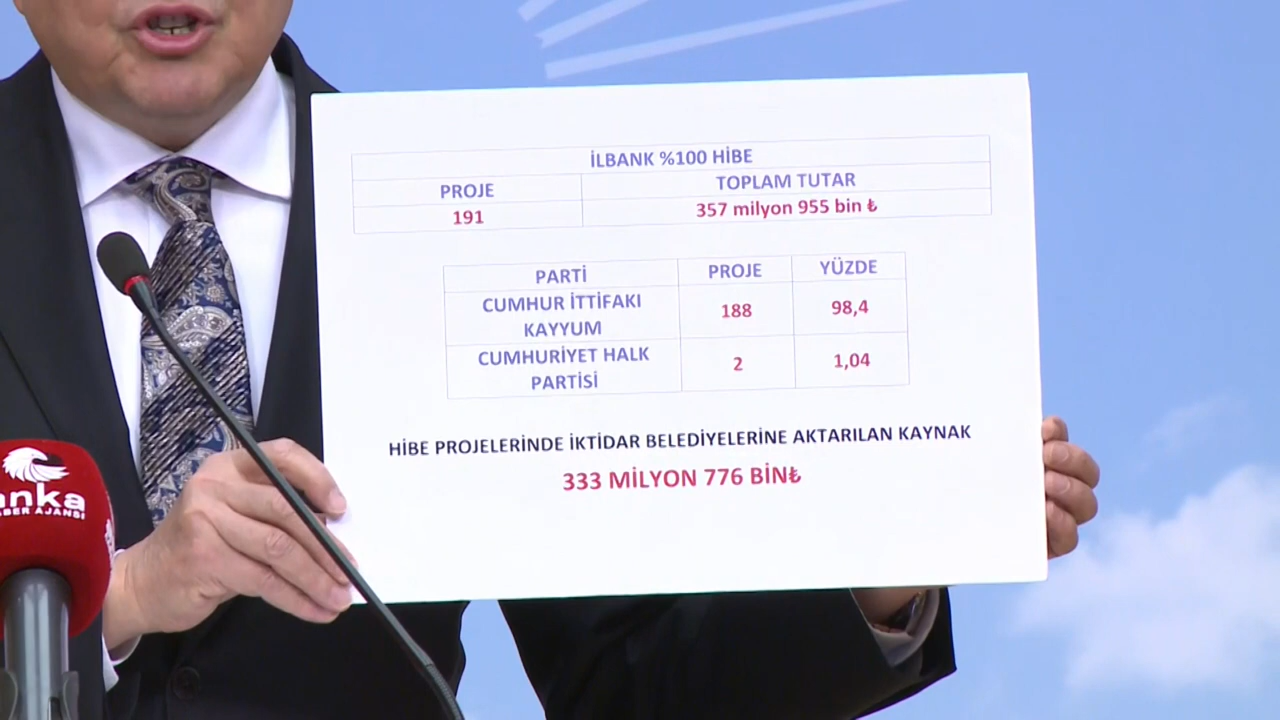 İLBANK %100 HİBE
PROJE TOPLAM TUTAR
191 357 milyon 955 bin ₺
PARTİ PROJE YÜZDE
CUMHUR İTTİFAKI
KAYYUM
188 98,4
CUMHURİYET HALK
PARTİSİ
2 1,04
HİBE PROJELERİNDE İKTİDAR BELEDİYELERİNE AKTARILAN KAYNAK
333 MİLYON 776 BİN₺
anka
HABER AJANSI